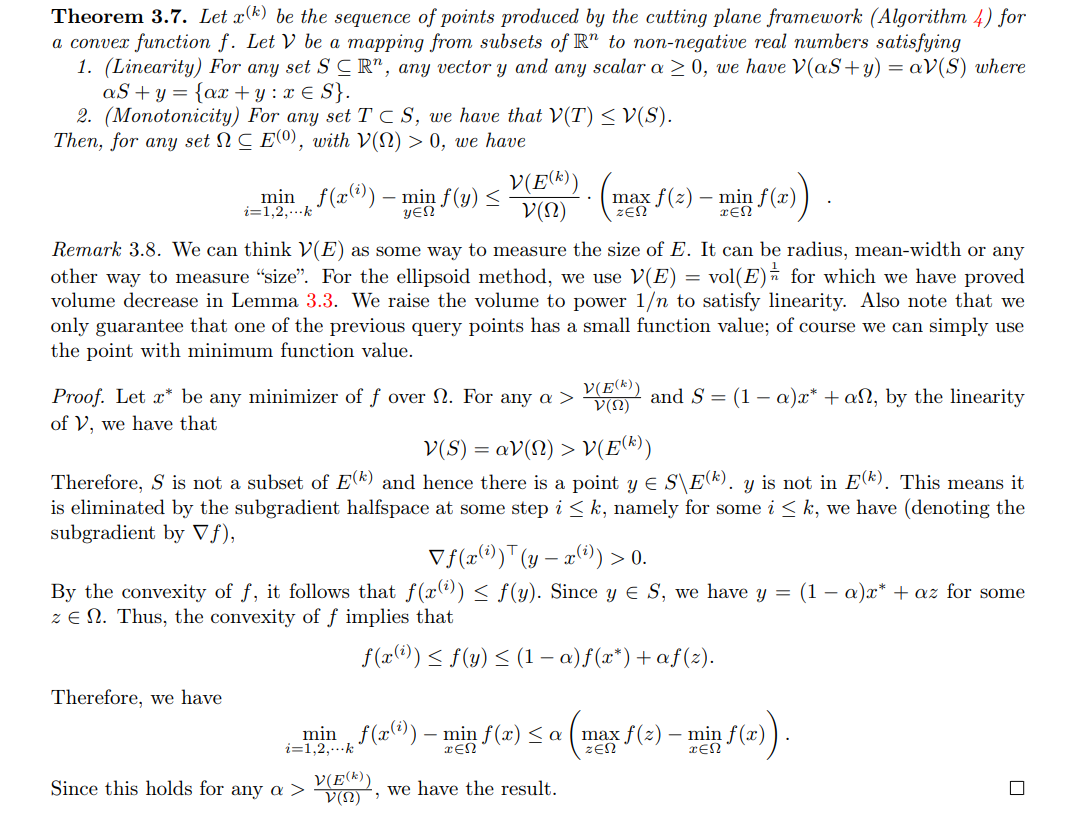 Theorem 3.7. Let x^(k) be the sequence of points produced by the cutting plane framework (Algorithm 4) for
a convex function f. Let 𝒱 be a mapping from subsets of ℝⁿ to non-negative real numbers satisfying
1. (Linearity) For any set S ⊆ ℝⁿ, any vector y and any scalar α ≥ 0, we have 𝒱(αS + y) = α𝒱(S) where
αS + y = {αx + y : x ∈ S}.
2. (Monotonicity) For any set T ⊂ S, we have that 𝒱(T) ≤ 𝒱(S).
Then, for any set Ω ⊆ E^(0), with 𝒱(Ω) > 0, we have
min_{i=1,2,···k} f(x^(i)) − min_{y∈Ω} f(y) ≤ 𝒱(E^(k))/𝒱(Ω) · (max_{z∈Ω} f(z) − min_{x∈Ω} f(x)) .
Remark 3.8. We can think 𝒱(E) as some way to measure the size of E. It can be radius, mean-width or any
other way to measure “size”. For the ellipsoid method, we use 𝒱(E) = vol(E)^{1/n} for which we have proved
volume decrease in Lemma 3.3. We raise the volume to power 1/n to satisfy linearity. Also note that we
only guarantee that one of the previous query points has a small function value; of course we can simply use
the point with minimum function value.
Proof. Let x* be any minimizer of f over Ω. For any α > 𝒱(E^(k))/𝒱(Ω) and S = (1 − α)x* + αΩ, by the linearity
of 𝒱, we have that
𝒱(S) = α𝒱(Ω) > 𝒱(E^(k))
Therefore, S is not a subset of E^(k) and hence there is a point y ∈ S\E^(k). y is not in E^(k). This means it
is eliminated by the subgradient halfspace at some step i ≤ k, namely for some i ≤ k, we have (denoting the
subgradient by ∇f),
∇f(x^(i))^⊤(y − x^(i)) > 0.
By the convexity of f, it follows that f(x^(i)) ≤ f(y). Since y ∈ S, we have y = (1 − α)x* + αz for some
z ∈ Ω. Thus, the convexity of f implies that
f(x^(i)) ≤ f(y) ≤ (1 − α)f(x*) + αf(z).
Therefore, we have
min_{i=1,2,···k} f(x^(i)) − min_{x∈Ω} f(x) ≤ α (max_{z∈Ω} f(z) − min_{x∈Ω} f(x)) .
Since this holds for any α > 𝒱(E^(k))/𝒱(Ω), we have the result. □